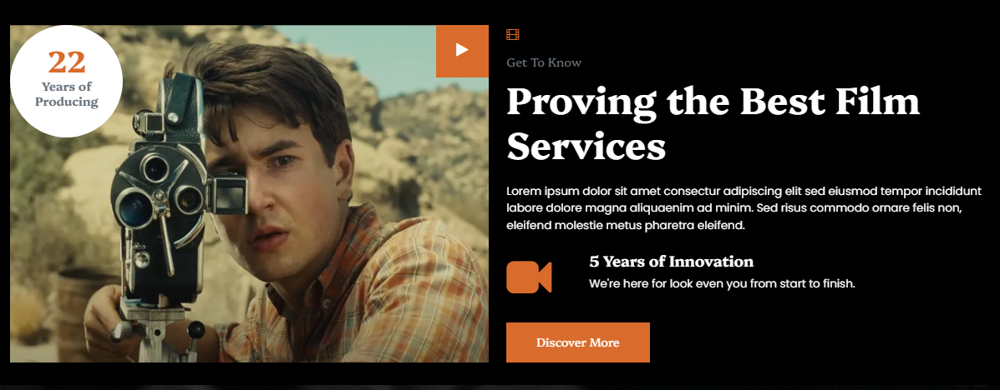 22
Years of
Producing
Get To Know
Proving the Best Film
Services
Lorem ipsum dolor sit amet consectur adipiscing elit sed eiusmod tempor incididunt
labore dolore magna aliquaenim ad minim. Sed risus commodo ornare felis non,
eleifend molestie metus pharetra eleifend.
5 Years of Innovation
We're here for look even you from start to finish.
Discover More